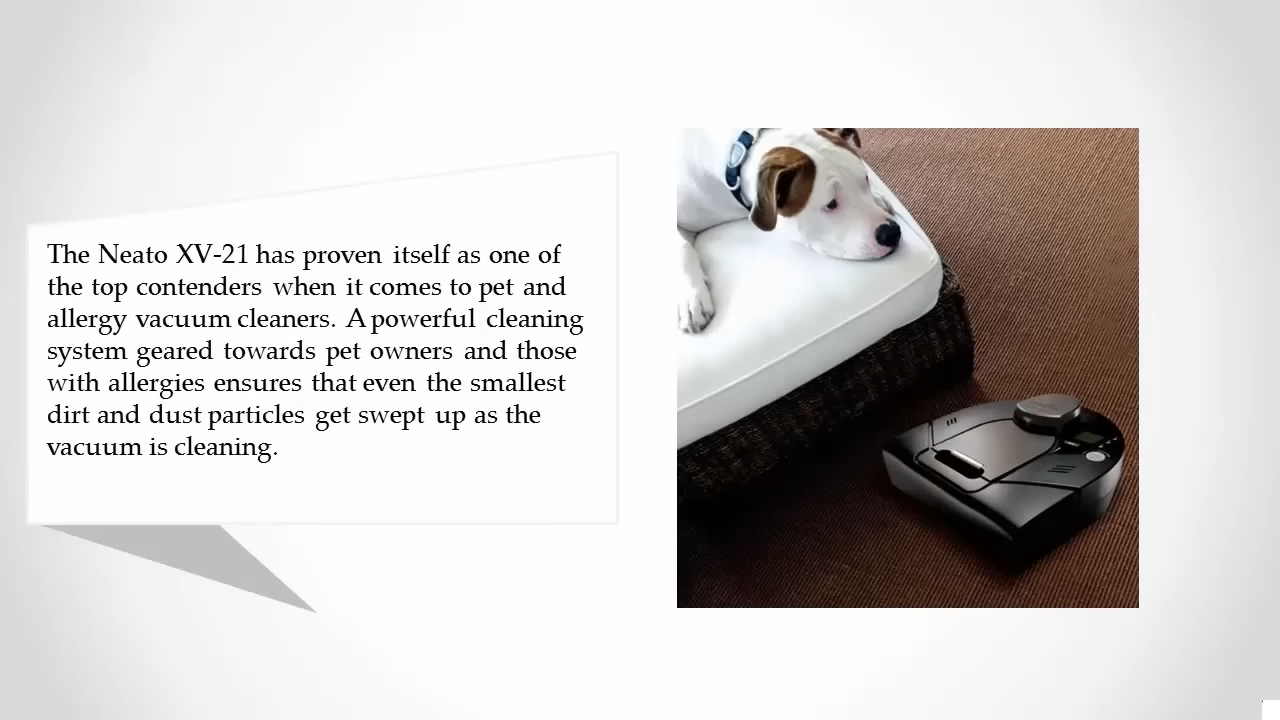 The Neato XV-21 has proven itself as one of
the top contenders when it comes to pet and
allergy vacuum cleaners. A powerful cleaning
system geared towards pet owners and those
with allergies ensures that even the smallest
dirt and dust particles get swept up as the
vacuum is cleaning.